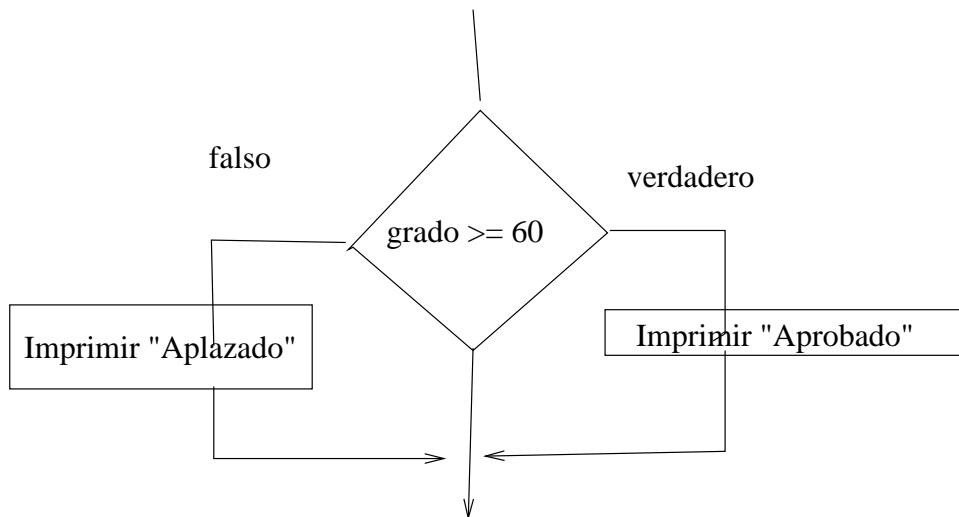 falso
verdadero
grado >= 60
Imprimir "Aplazado"
Imprimir "Aprobado"